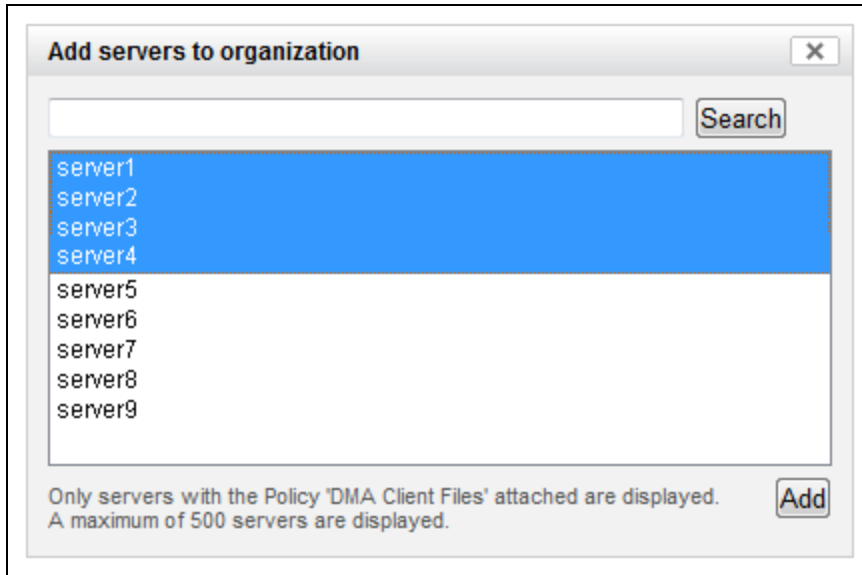 Add servers to organization
Search
server1
server2
server3
server4
server5
server6
server7
server8
server9
Only servers with the Policy 'DMA Client Files' attached are displayed.
A maximum of 500 servers are displayed.
Add